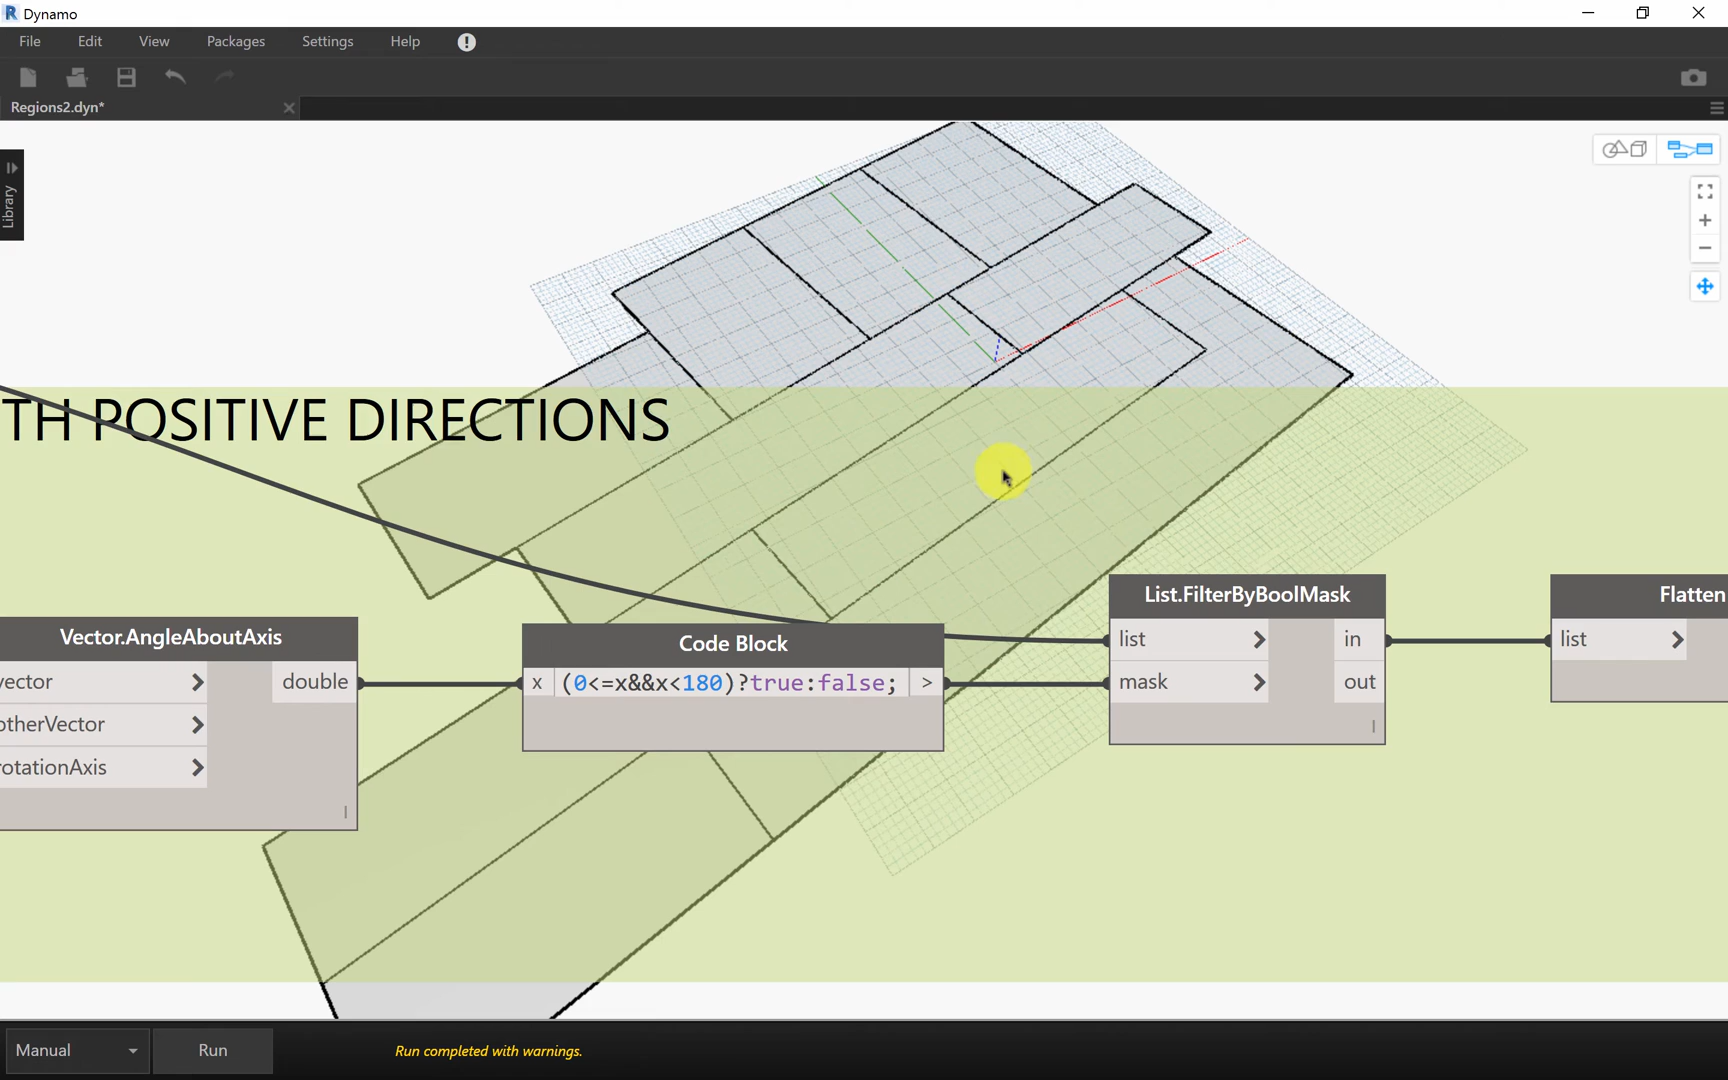 Dynamo
File Edit View Packages Settings Help
Regions2.dyn*
Library
TH POSITIVE DIRECTIONS
Vector.AngleAboutAxis
vector
double
otherVector
rotationAxis
Code Block
x (0<=x&&x<180)?true:false; >
List.FilterByBoolMask
list in
mask out
Flatten
list
Manual Run Run completed with warnings.